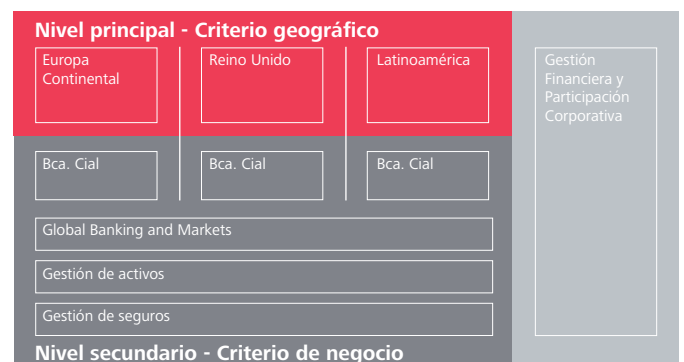 Nivel principal - Criterio geográfico
Europa
Continental
Reino Unido
Latinoamérica
Gestión
Financiera y
Participación
Corporativa
Bca. Cial
Bca. Cial
Bca. Cial
Global Banking and Markets
Gestión de activos
Gestión de seguros
Nivel secundario - Criterio de negocio